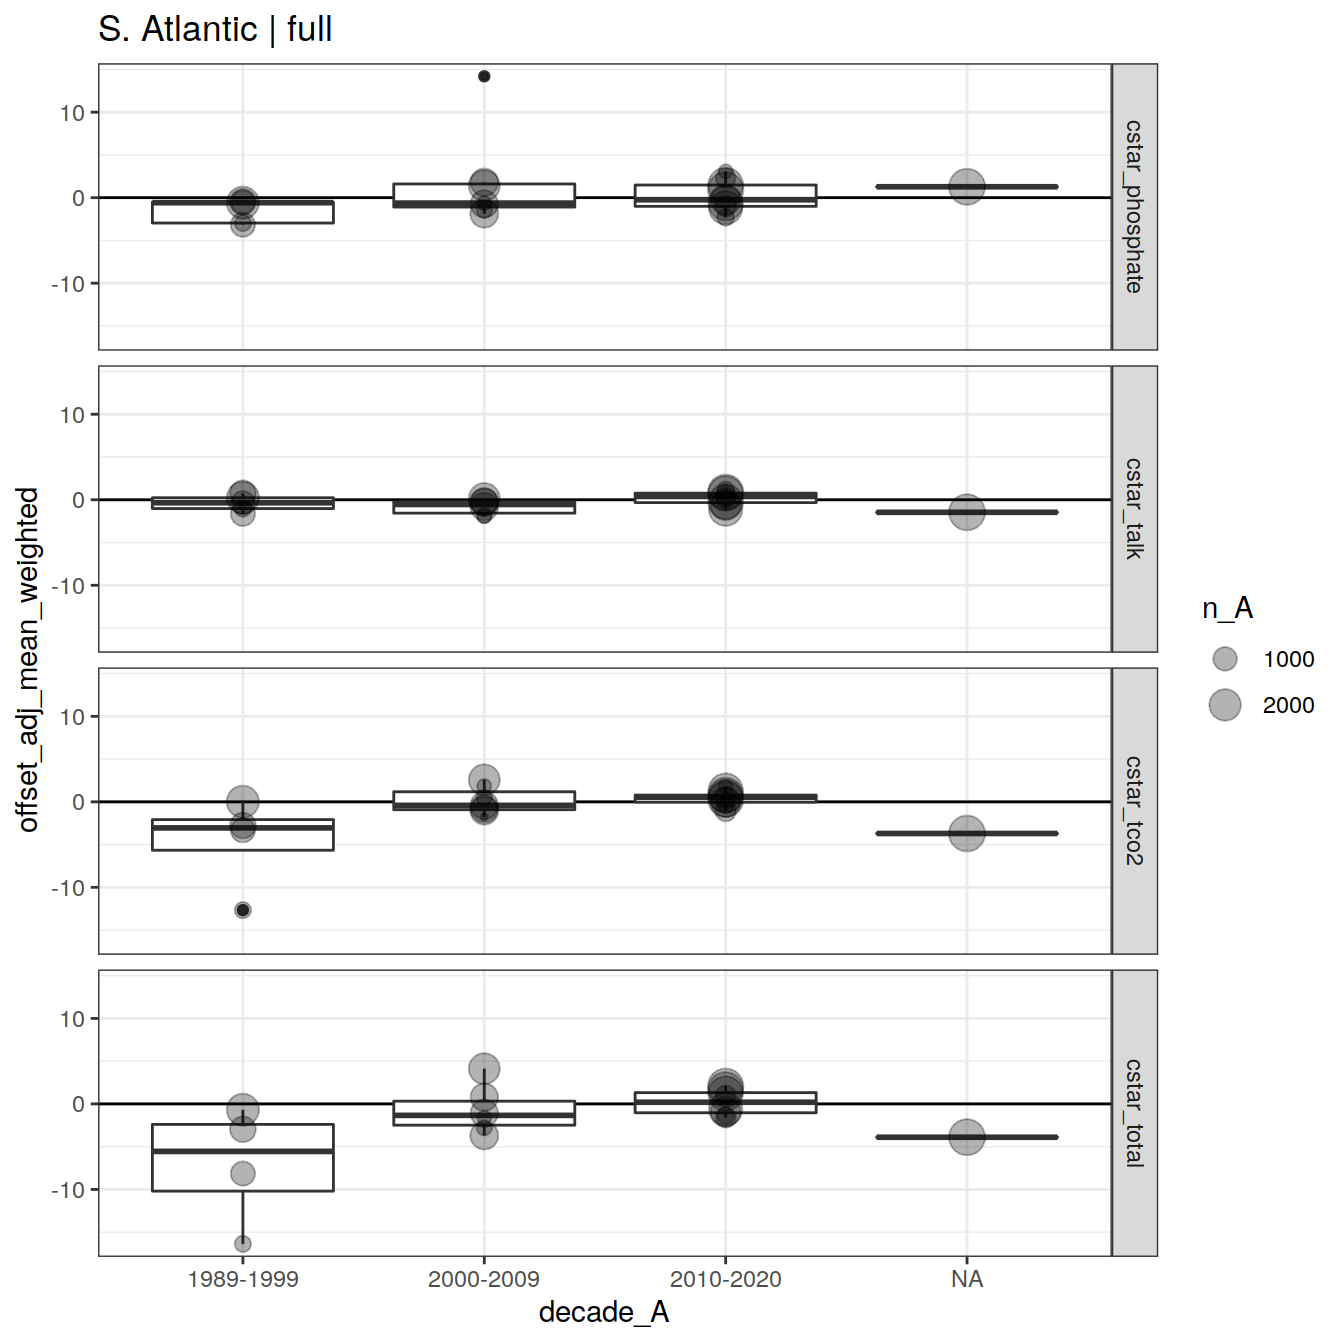 S. Atlantic | full
offset_adj_mean_weighted
10
0
-10
cstar_phosphate
10
0
-10
cstar_talk
10
0
-10
cstar_tco2
10
0
-10
cstar_total
1989-1999
2000-2009
2010-2020
NA
decade_A
n_A
1000
2000